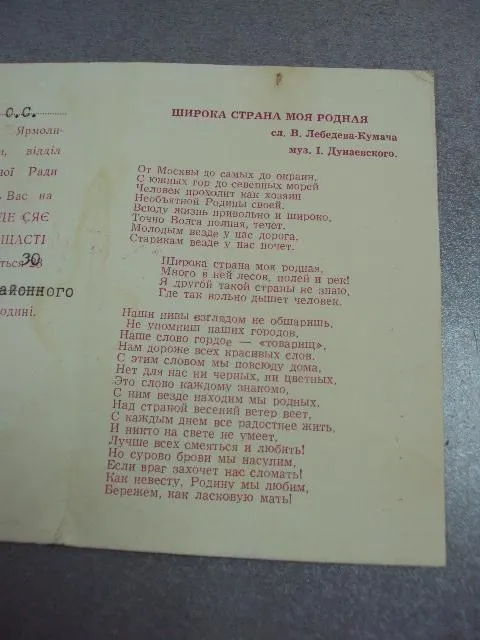 О.С.
Ярмоли-
и, відділ
ої Ради
Вас на
ДЕ СЯЄ
ЩАСТІ
ться 30
айонного
одині.
ШИРОКА СТРАНА МОЯ РОДНАЯ
сл. В. Лебедева-Кумача
муз. І. Дунаевского.
От Москвы до самых до окраин,
С южных гор до северных морей
Человек проходит как хозяин
Необъятной Родины своей.
Всюду жизнь привольно и широко,
Точно Волга полная, течет.
Молодым везде у нас дорога,
Старикам везде у нас почет.
Широка страна моя родная,
Много в ней лесов, полей и рек!
Я другой такой страны не знаю,
Где так вольно дышет человек.
Наши нивы взглядом не обшаришь,
Не упомниш наших городов,
Наше слово гордое — «товарищ»,
Нам дороже всех красивых слов.
С этим словом мы повсюду дома,
Нет для нас ни черных, ни цветных,
Это слово каждому знакомо,
С ним везде находим мы родных.
Над страной весений ветер веет,
С каждым днем все радостнее жить,
И никто на свете не умеет,
Лучше всех смеяться и любить!
Но сурово брови мы насупим,
Если враг захочет нас сломать!
Как невесту, Родину мы любим,
Бережем, как ласковую мать!